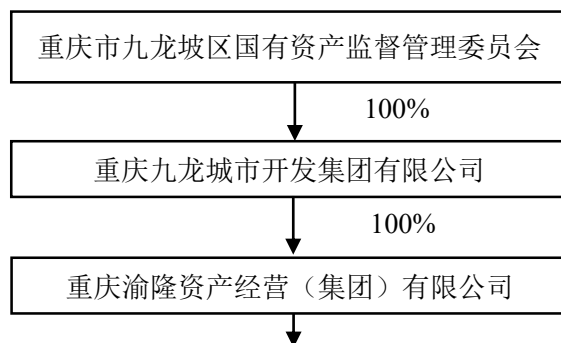 重庆市九龙坡区国有资产监督管理委员会
100%
重庆九龙城市开发集团有限公司
100%
重庆渝隆资产经营（集团）有限公司